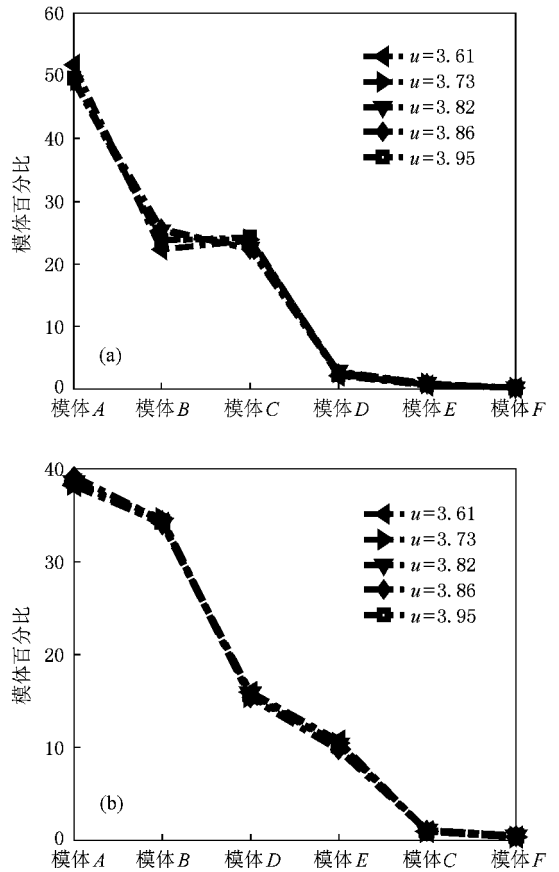 60
50
40
30
20
10
0
模体百分比
u=3.61
u=3.73
u=3.82
u=3.86
u=3.95
(a)
模体A 模体B 模体C 模体D 模体E 模体F
40
30
20
10
0
模体百分比
u=3.61
u=3.73
u=3.82
u=3.86
u=3.95
(b)
模体A 模体B 模体D 模体E 模体C 模体F